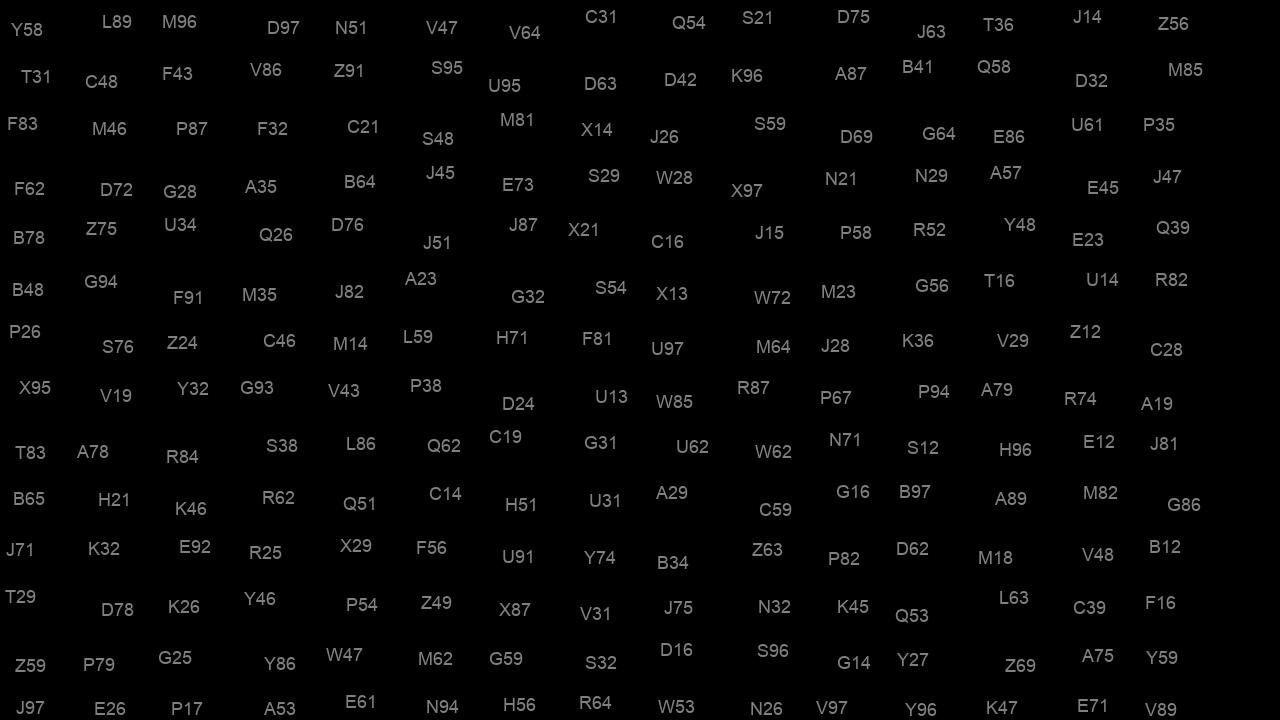 Y58 L89 M96 D97 N51 V47 V64 C31 Q54 S21 D75 J63 T36 J14 Z56
T31 C48 F43 V86 Z91 S95 U95 D63 D42 K96 A87 B41 Q58 D32 M85
F83 M46 P87 F32 C21 S48 M81 X14 J26 S59 D69 G64 E86 U61 P35
F62 D72 G28 A35 B64 J45 E73 S29 W28 X97 N21 N29 A57 E45 J47
B78 Z75 U34 Q26 D76 J51 J87 X21 C16 J15 P58 R52 Y48 E23 Q39
B48 G94 F91 M35 J82 A23 G32 S54 X13 W72 M23 G56 T16 U14 R82
P26 S76 Z24 C46 M14 L59 H71 F81 U97 M64 J28 K36 V29 Z12 C28
X95 V19 Y32 G93 V43 P38 D24 U13 W85 R87 P67 P94 A79 R74 A19
T83 A78 R84 S38 L86 Q62 C19 G31 U62 W62 N71 S12 H96 E12 J81
B65 H21 K46 R62 Q51 C14 H51 U31 A29 C59 G16 B97 A89 M82 G86
J71 K32 E92 R25 X29 F56 U91 Y74 B34 Z63 P82 D62 M18 V48 B12
T29 D78 K26 Y46 P54 Z49 X87 V31 J75 N32 K45 Q53 L63 C39 F16
Z59 P79 G25 Y86 W47 M62 G59 S32 D16 S96 G14 Y27 Z69 A75 Y59
J97 E26 P17 A53 E61 N94 H56 R64 W53 N26 V97 Y96 K47 E71 V89